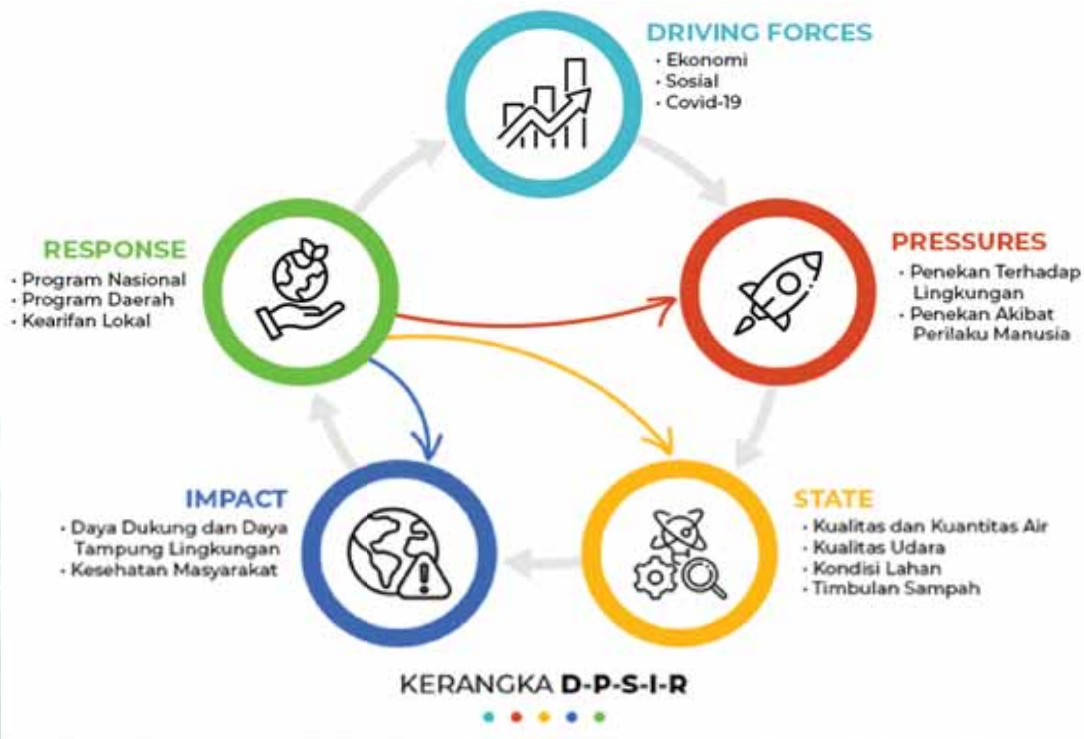 DRIVING FORCES
• Ekonomi
• Sosial
• Covid-19
RESPONSE
• Program Nasional
• Program Daerah
• Kearifan Lokal
PRESSURES
• Penekan Terhadap
Lingkungan
• Penekan Akibat
Perilaku Manusia
IMPACT
• Daya Dukung dan Daya
Tampung Lingkungan
• Kesehatan Masyarakat
STATE
• Kualitas dan Kuantitas Air
• Kualitas Udara
• Kondisi Lahan
• Timbulan Sampah
KERANGKA D-P-S-I-R